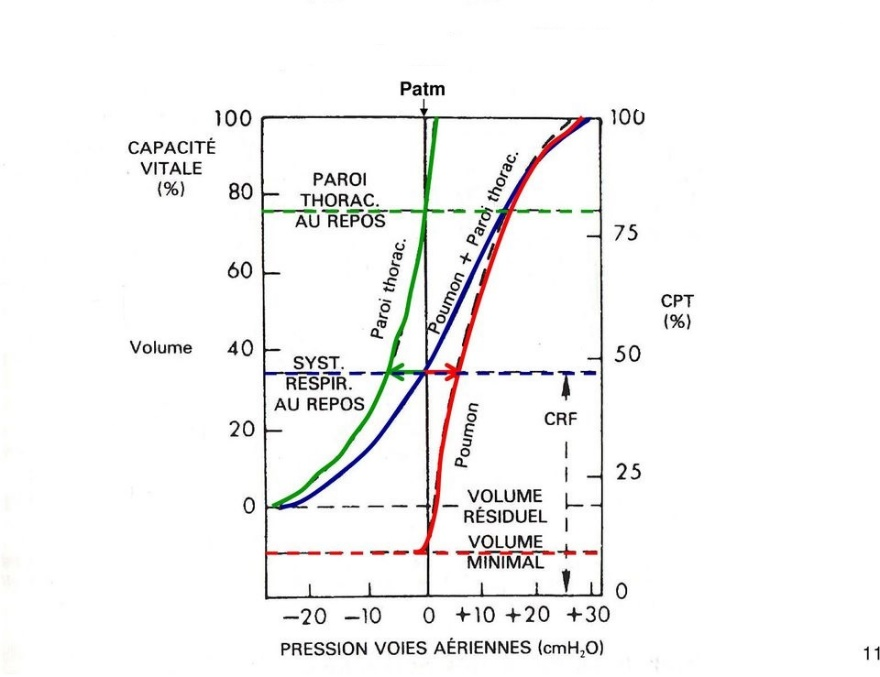 Patm
100
100
CAPACITÉ
VITALE
(%)
PAROI
THORAC.
AU REPOS
80
75
60
Paroi thorac.
Poumon + Paroi thorac.
CPT
(%)
Volume
40
50
SYST.
RESPIR.
AU REPOS
CRF
20
Poumon
25
0
VOLUME
RÉSIDUEL
VOLUME
MINIMAL
0
−20 −10 0 +10 +20 +30
PRESSION VOIES AÉRIENNES (cmH₂O)
11